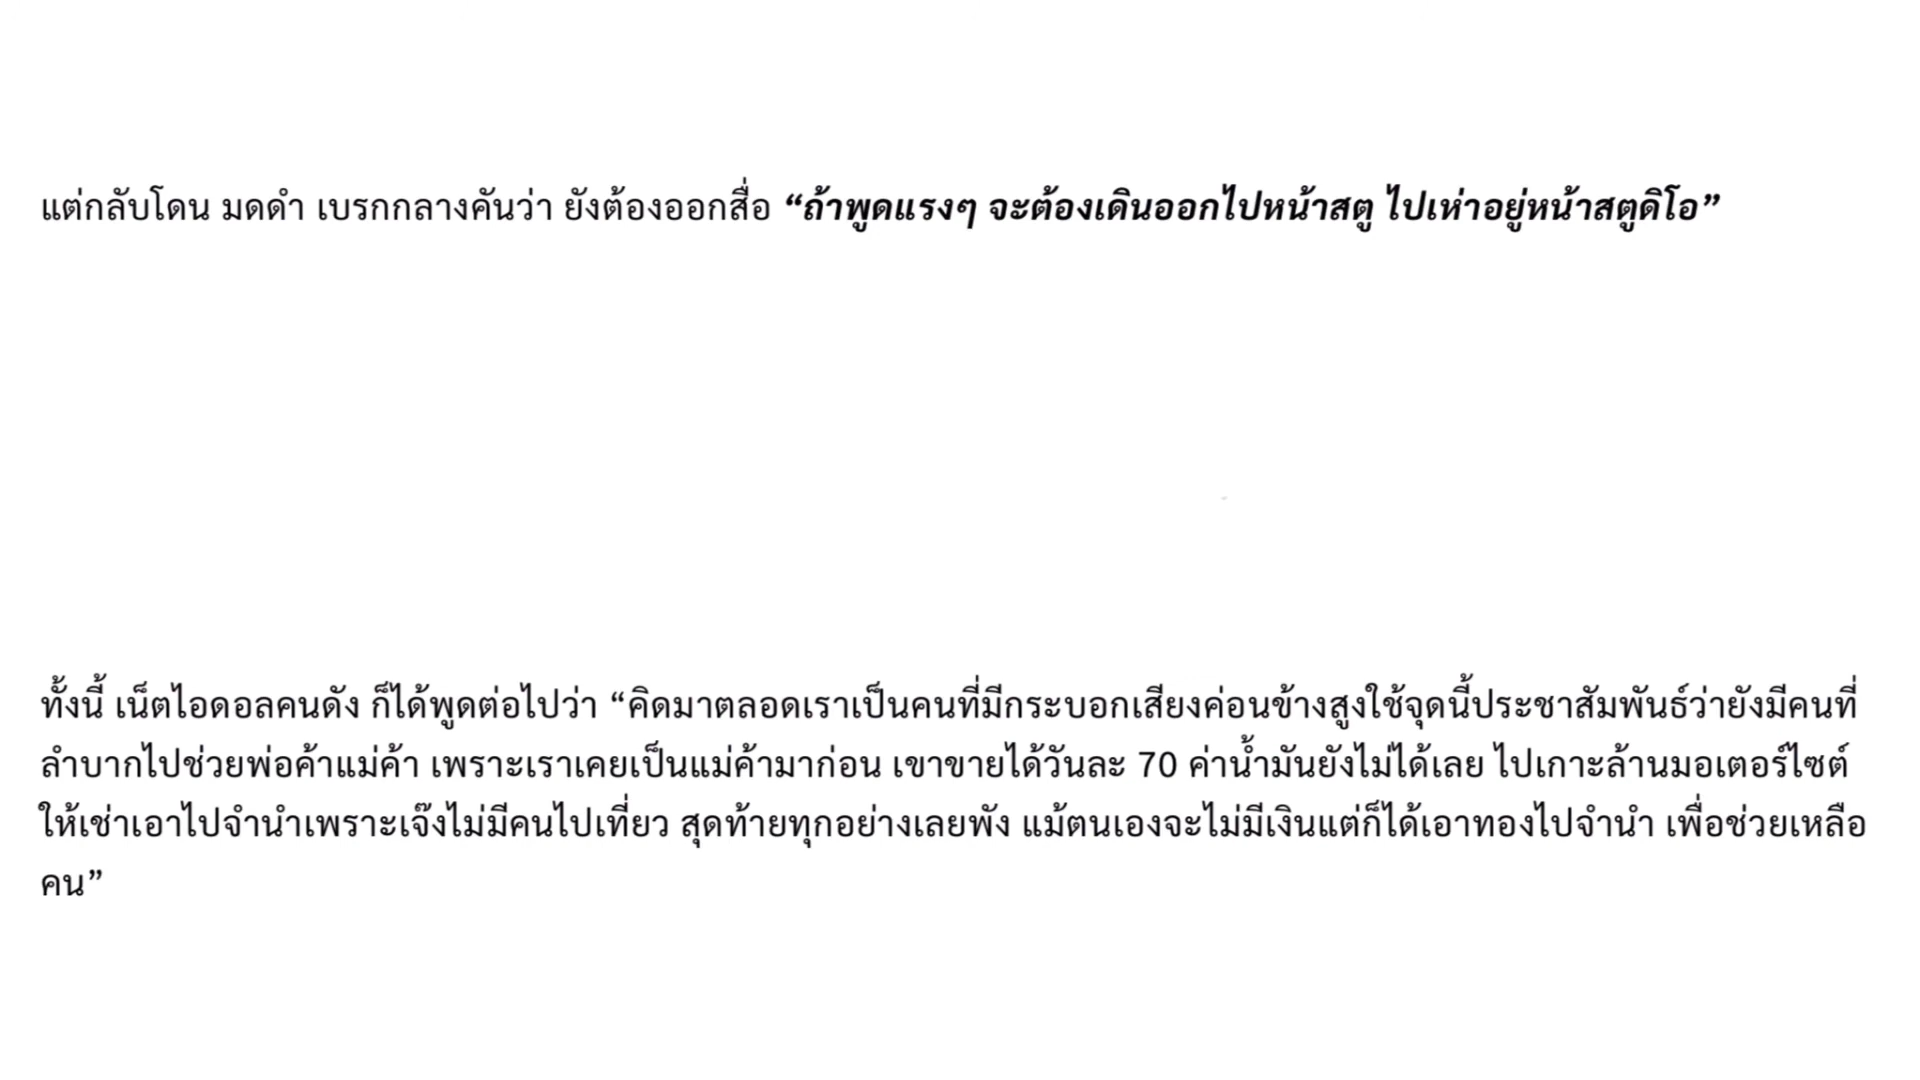 แต่กลับโดน มดดำ เบรกกลางคันว่า ยังต้องออกสื่อ “ถ้าพูดแรงๆ จะต้องเดินออกไปหน้าสตู ไปเห่าอยู่หน้าสตูดิโอ”
ทั้งนี้ เน็ตไอดอลคนดัง ก็ได้พูดต่อไปว่า “คิดมาตลอดเราเป็นคนที่มีกระบอกเสียงค่อนข้างสูงใช้จุดนี้ประชาสัมพันธ์ว่ายังมีคนที่
ลำบากไปช่วยพ่อค้าแม่ค้า เพราะเราเคยเป็นแม่ค้ามาก่อน เขาขายได้วันละ 70 ค่าน้ำมันยังไม่ได้เลย ไปเกาะล้านมอเตอร์ไซต์
ให้เช่าเอาไปจำนำเพราะเจ๊งไม่มีคนไปเที่ยว สุดท้ายทุกอย่างเลยพัง แม้ตนเองจะไม่มีเงินแต่ก็ได้เอาทองไปจำนำ เพื่อช่วยเหลือ
คน”